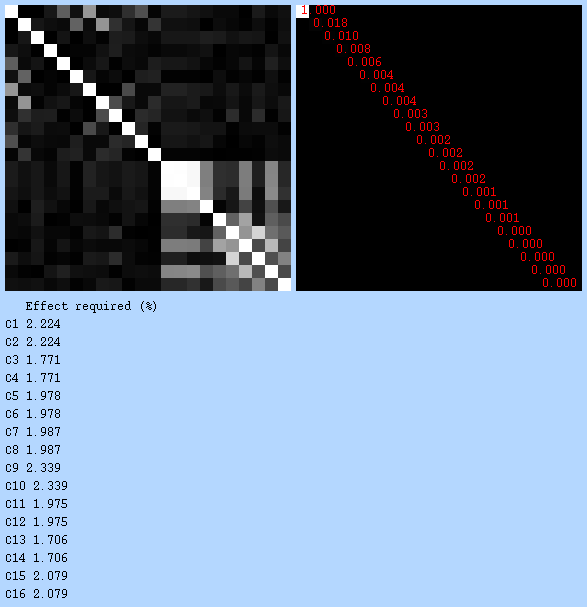 1.000
0.018
0.010
0.008
0.006
0.004
0.004
0.004
0.003
0.003
0.002
0.002
0.002
0.002
0.001
0.001
0.001
0.000
0.000
0.000
0.000
0.000
Effect required (%)
C1 2.224
C2 2.224
C3 1.771
C4 1.771
C5 1.978
C6 1.978
C7 1.987
C8 1.987
C9 2.339
C10 2.339
C11 1.975
C12 1.975
C13 1.706
C14 1.706
C15 2.079
C16 2.079